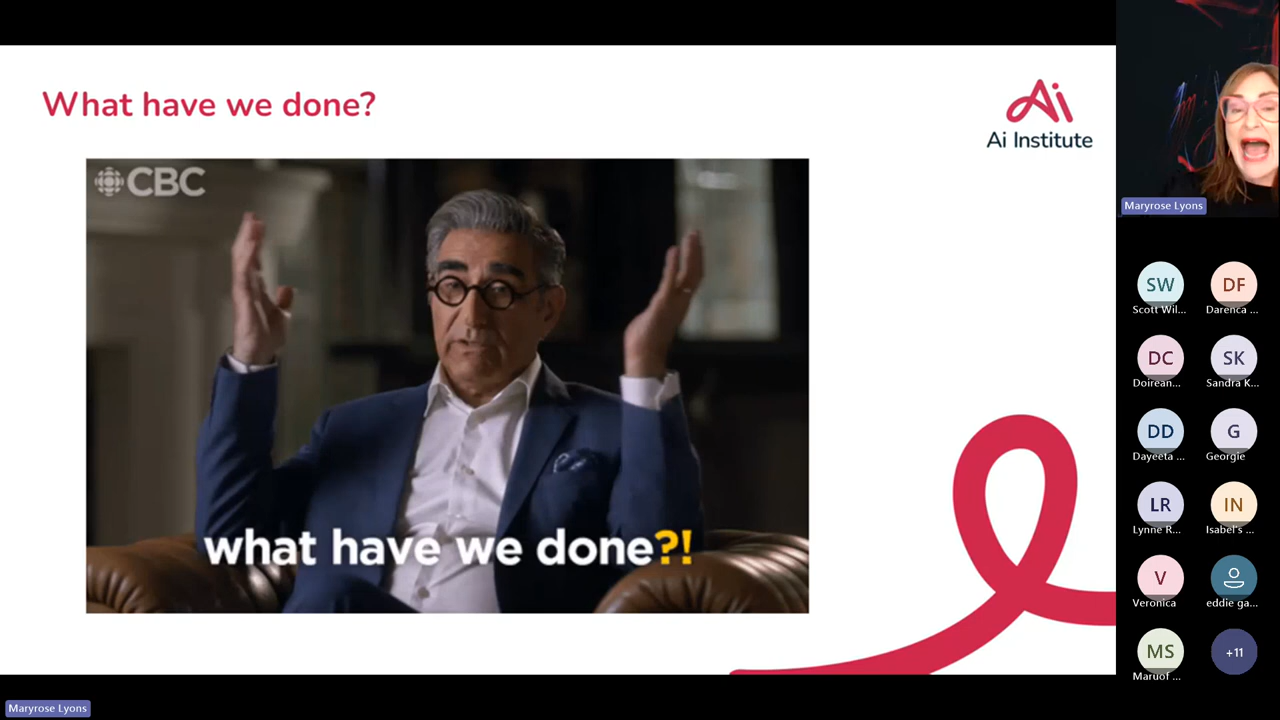 What have we done?
Ai
Ai Institute
CBC
what have we done?!
Maryrose Lyons
SW
DF
Scott Wil...
Darenca ...
DC
SK
Doirean...
Sandra K...
DD
G
Dayeeta ...
Georgie
LR
IN
Lynne R...
Isabel's ...
V
Veronica
eddie ga...
MS
+11
Maruof ...
Maryrose Lyons